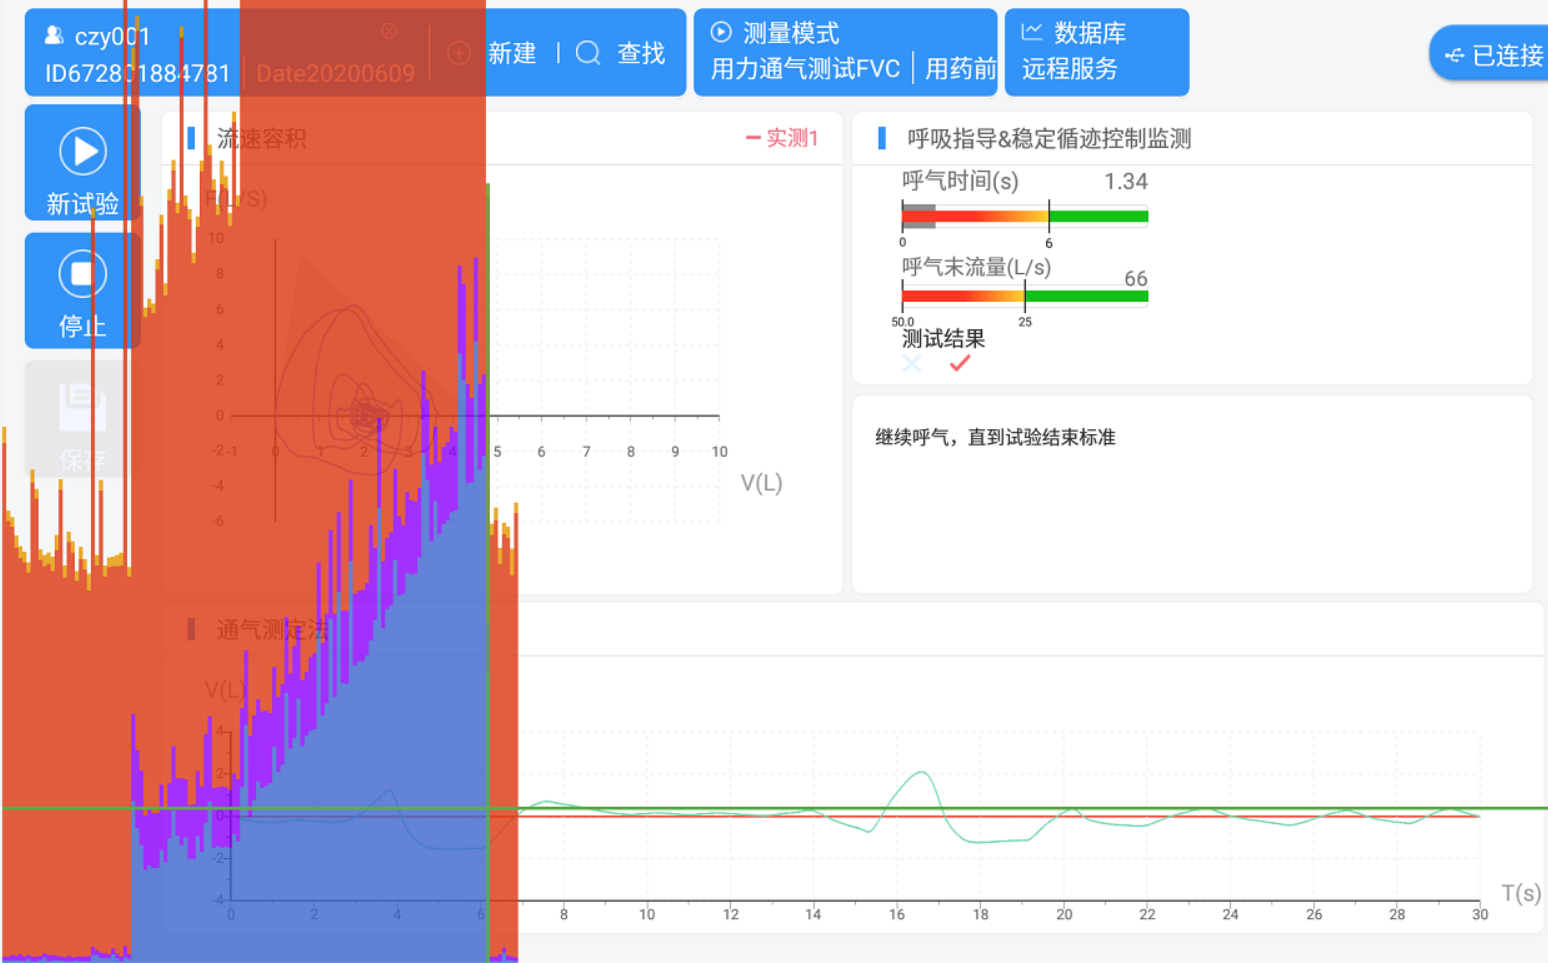 czy001
ID672801884781
Date20200609
新建
查找
测量模式
用力通气测试FVC
用药前
数据库
远程服务
已连接
新试验
停止
保存
流速容积
实测1
F(L/S)
10
8
6
4
2
0
-2
-4
-6
-1 0 1 2 3 4 5 6 7 8 9 10
V(L)
呼吸指导&稳定循迹控制监测
呼气时间(s) 1.34
0 6
呼气末流量(L/s) 66
50.0 25
测试结果
继续呼气，直到试验结束标准
通气测定法
V(L)
4
2
0
-2
-4
0 2 4 6 8 10 12 14 16 18 20 22 24 26 28 30
T(s)